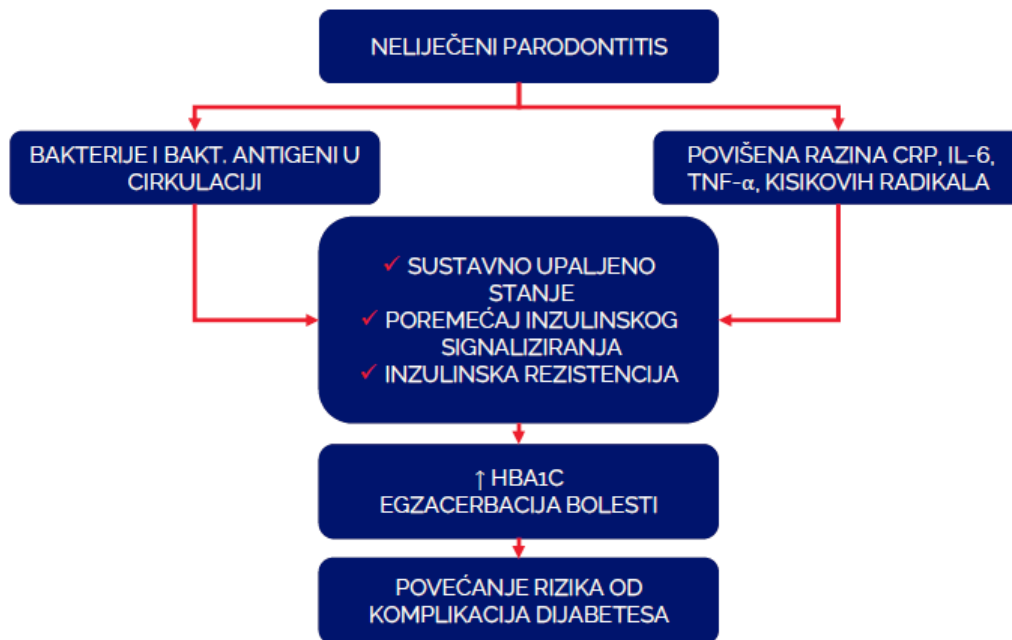 NELIJEČENI PARODONTITIS
BAKTERIJE I BAKT. ANTIGENI U
CIRKULACIJI
POVIŠENA RAZINA CRP, IL-6,
TNF-α, KISIKOVIH RADIKALA
✓ SUSTAVNO UPALJENO
STANJE
✓ POREMEĆAJ INZULINSKOG
SIGNALIZIRANJA
✓ INZULINSKA REZISTENCIJA
↑ HBA1C
EGZACERBACIJA BOLESTI
POVEĆANJE RIZIKA OD
KOMPLIKACIJA DIJABETESA